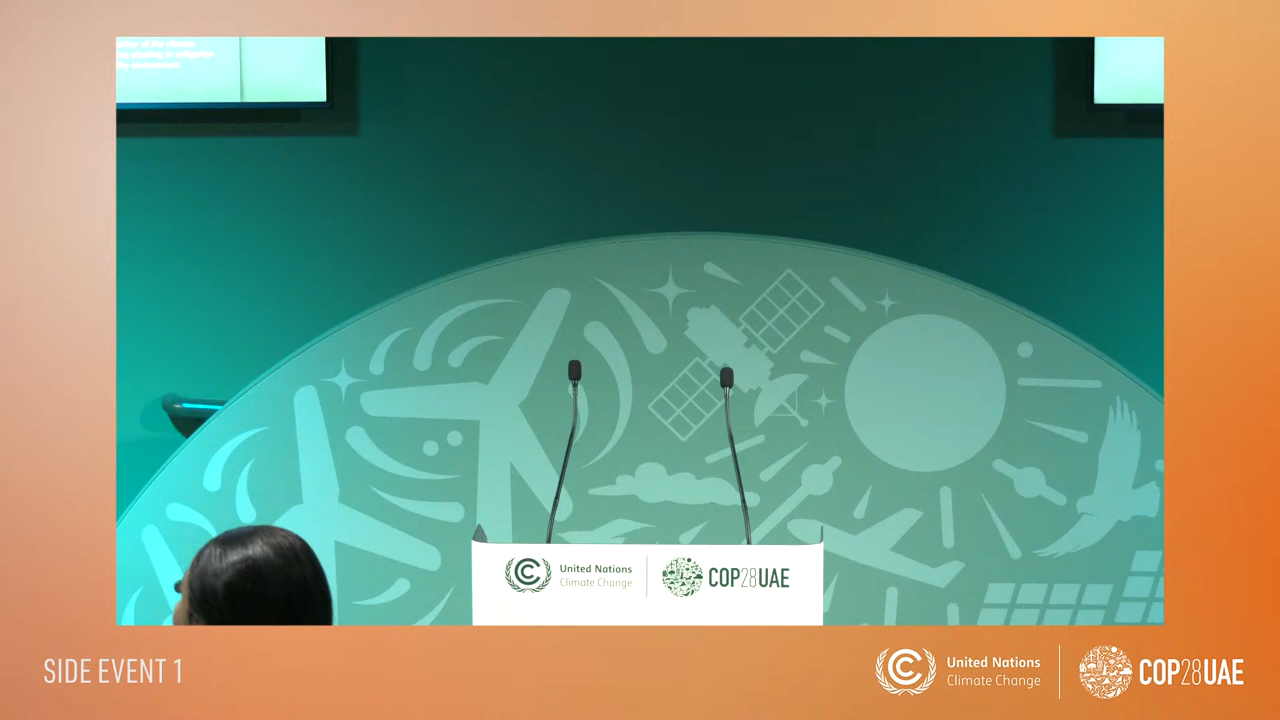 United Nations
Climate Change
COP28UAE
SIDE EVENT 1
United Nations
Climate Change
COP28UAE